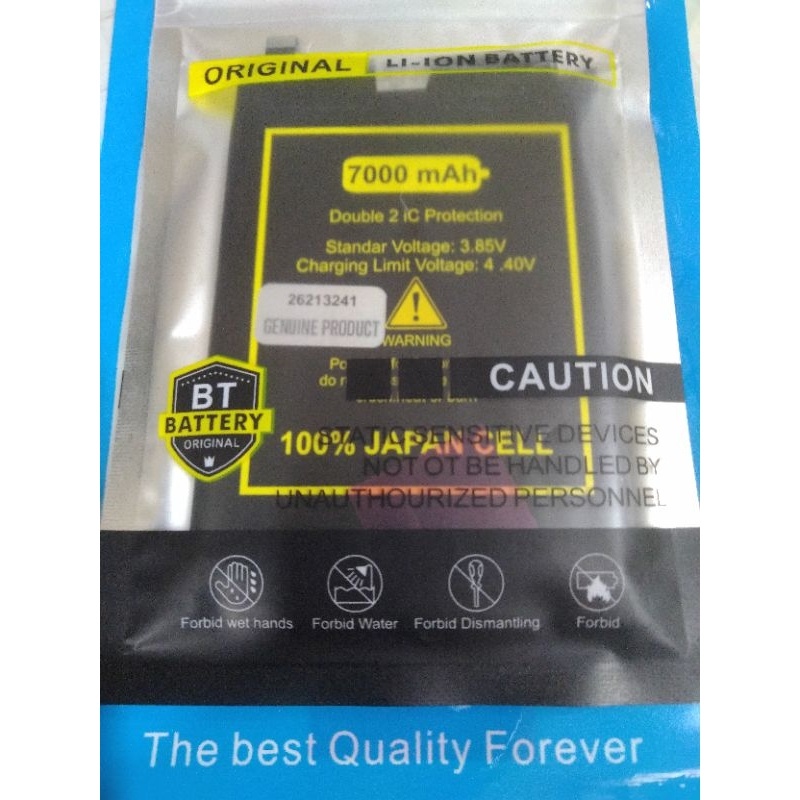 ORIGINAL LI-ION BATTERY
7000 mAh
Double 2 iC Protection
Standar Voltage: 3.85V
Charging Limit Voltage: 4 .40V
26213241
GENUINE PRODUCT
WARNING
do
CAUTION
BT
BATTERY
ORIGINAL
100% JAPAN CELL
STATIC SENSITIVE DEVICES
NOT OT BE HANDLED BY
UNAUTHOURIZED PERSONNEL
Forbid wet hands
Forbid Water
Forbid Dismantling
Forbid
The best Quality Forever